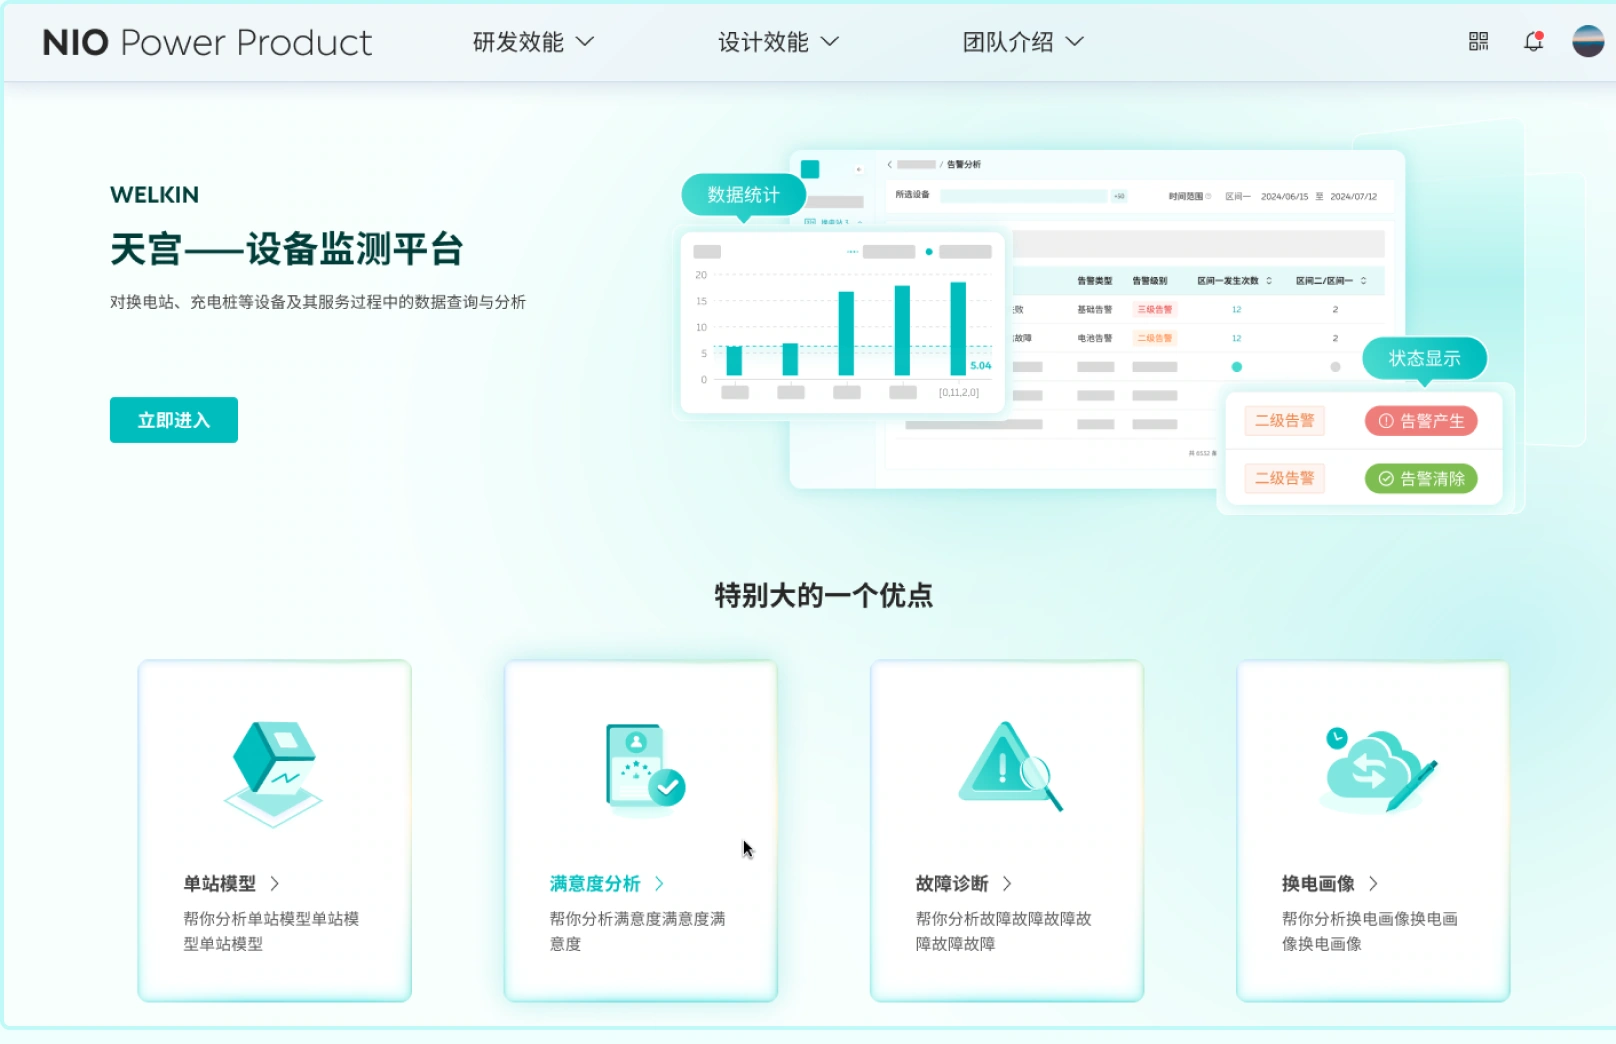 NIO Power Product
研发效能
设计效能
团队介绍
WELKIN
天宫——设备监测平台
对换电站、充电桩等设备及其服务过程中的数据查询与分析
立即进入
数据统计
/ 告警分析
所选设备
+50
时间范围
区间一 2024/06/15 至 2024/07/12
20
15
10
5
0
5.04
[0,11,2,0]
告警类型 告警级别 区间一发生次数 区间二/区间一
基础告警 三级告警 12 2
故障 电池告警 二级告警 12 2
状态显示
二级告警 告警产生
二级告警 告警清除
特别大的一个优点
单站模型
帮你分析单站模型单站模
型单站模型
满意度分析
帮你分析满意度满意度满
意度
故障诊断
帮你分析故障故障故障故
障故障故障
换电画像
帮你分析换电画像换电画
像换电画像